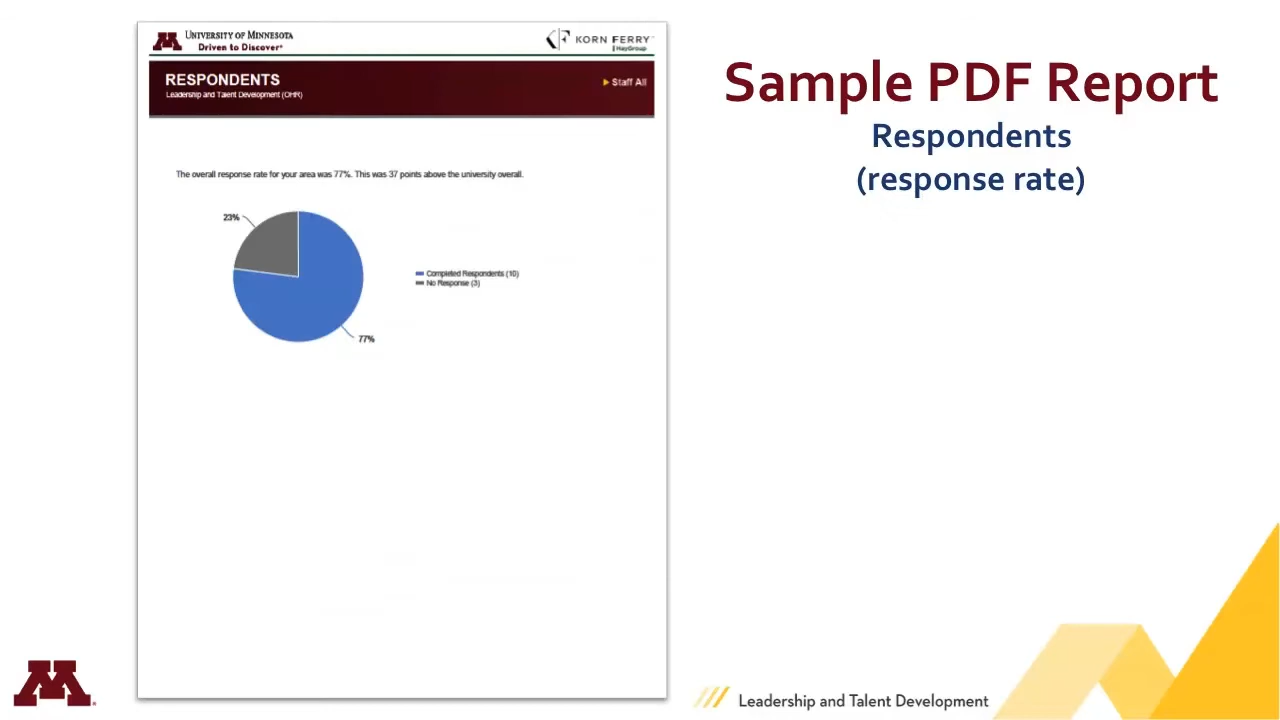 UNIVERSITY OF MINNESOTA
Driven to Discover®
KORN FERRY™
HayGroup
RESPONDENTS
Leadership and Talent Development (OHR)
Staff All
The overall response rate for your area was 77%. This was 37 points above the university overall.
23%
77%
Completed Respondents (10)
No Response (3)
Sample PDF Report
Respondents
(response rate)
M
Leadership and Talent Development